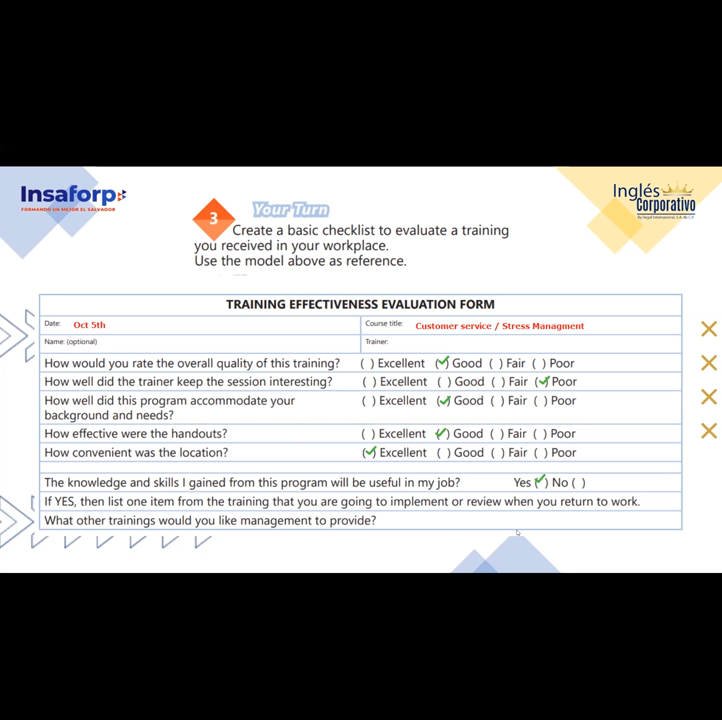 Insaforp
FORMANDO UN MEJOR EL SALVADOR
Inglés
Corporativo
3
Your Turn
Create a basic checklist to evaluate a training
you received in your workplace.
Use the model above as reference.
TRAINING EFFECTIVENESS EVALUATION FORM
Date: Oct 5th Course title: Customer service / Stress Managment
Name: (optional) Trainer:
How would you rate the overall quality of this training? ( ) Excellent (✓) Good ( ) Fair ( ) Poor
How well did the trainer keep the session interesting? ( ) Excellent ( ) Good ( ) Fair (✓) Poor
How well did this program accommodate your ( ) Excellent (✓) Good ( ) Fair ( ) Poor
background and needs?
How effective were the handouts? ( ) Excellent (✓) Good ( ) Fair ( ) Poor
How convenient was the location? (✓) Excellent ( ) Good ( ) Fair ( ) Poor
The knowledge and skills I gained from this program will be useful in my job? Yes (✓) No ( )
If YES, then list one item from the training that you are going to implement or review when you return to work.
What other trainings would you like management to provide?